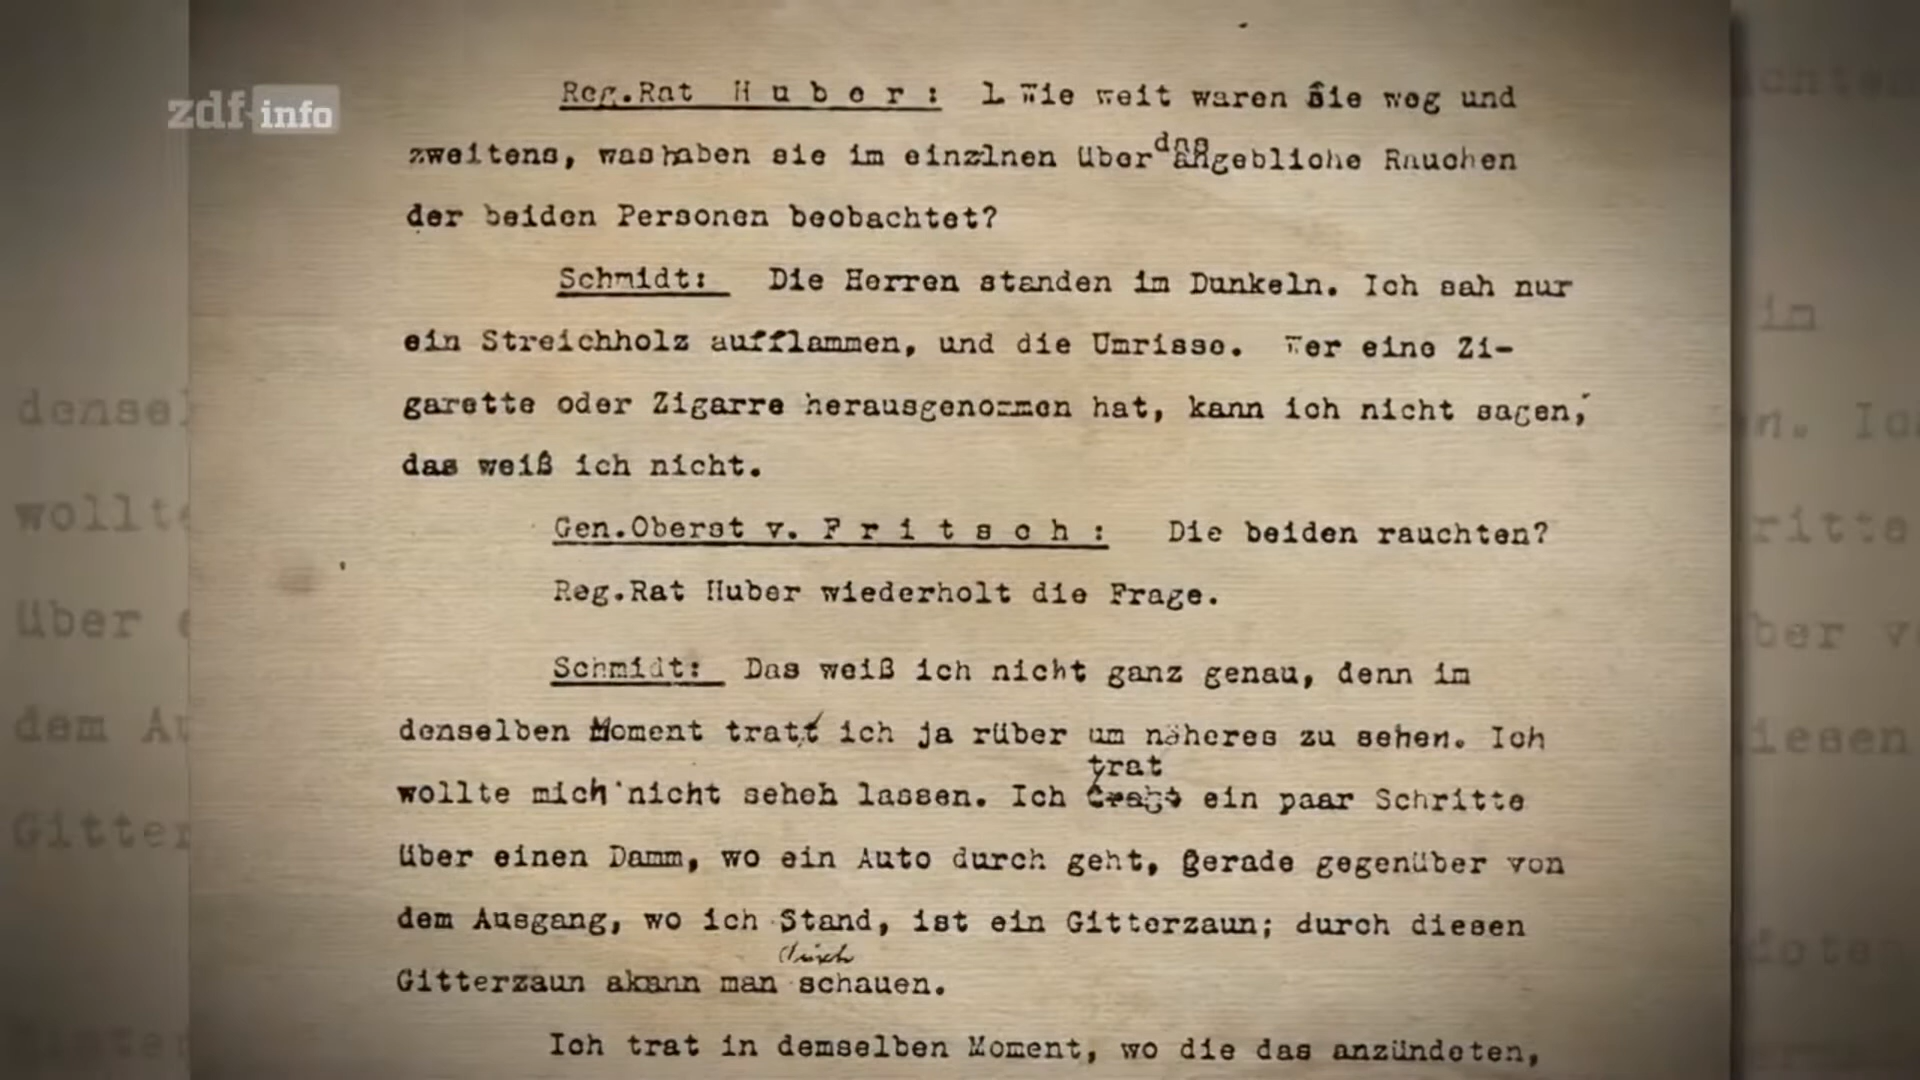 zdf info
Reg.Rat H u b e r : 1. Wie weit waren Sie weg und
zweitens, was haben sie im einzlnen über das angebliche Rauchen
der beiden Personen beobachtet?
Schmidt: Die Herren standen im Dunkeln. Ich sah nur
ein Streichholz aufflammen, und die Umrisse. Wer eine Zi-
garette oder Zigarre herausgenommen hat, kann ich nicht sagen,
das weiß ich nicht.
Gen.Oberst v. F r i t s c h : Die beiden rauchten?
Reg.Rat Huber wiederholt die Frage.
Schmidt: Das weiß ich nicht ganz genau, denn im
denselben Moment tratt ich ja rüber um näheres zu sehen. Ich
trat
wollte mich nicht seheh lassen. Ich ein paar Schritte
über einen Damm, wo ein Auto durch geht, gerade gegenüber von
dem Ausgang, wo ich Stand, ist ein Gitterzaun; durch diesen
durch
Gitterzaun akann man schauen.
Ich trat in demselben Moment, wo die das anzündeten,